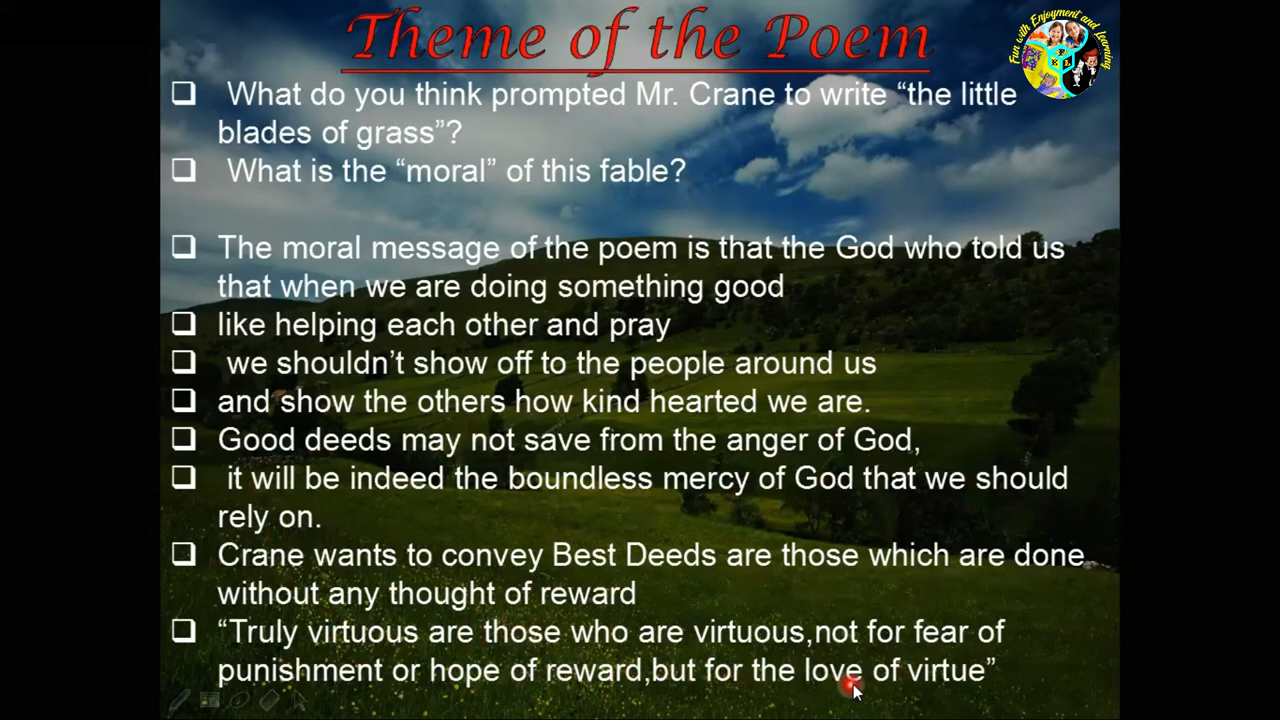 Theme of the Poem
Fun with Enjoyment and Learning
F
E L
❑ What do you think prompted Mr. Crane to write “the little
blades of grass”?
❑ What is the “moral” of this fable?
❑ The moral message of the poem is that the God who told us
that when we are doing something good
❑ like helping each other and pray
❑ we shouldn’t show off to the people around us
❑ and show the others how kind hearted we are.
❑ Good deeds may not save from the anger of God,
❑ it will be indeed the boundless mercy of God that we should
rely on.
❑ Crane wants to convey Best Deeds are those which are done
without any thought of reward
❑ “Truly virtuous are those who are virtuous,not for fear of
punishment or hope of reward,but for the love of virtue”